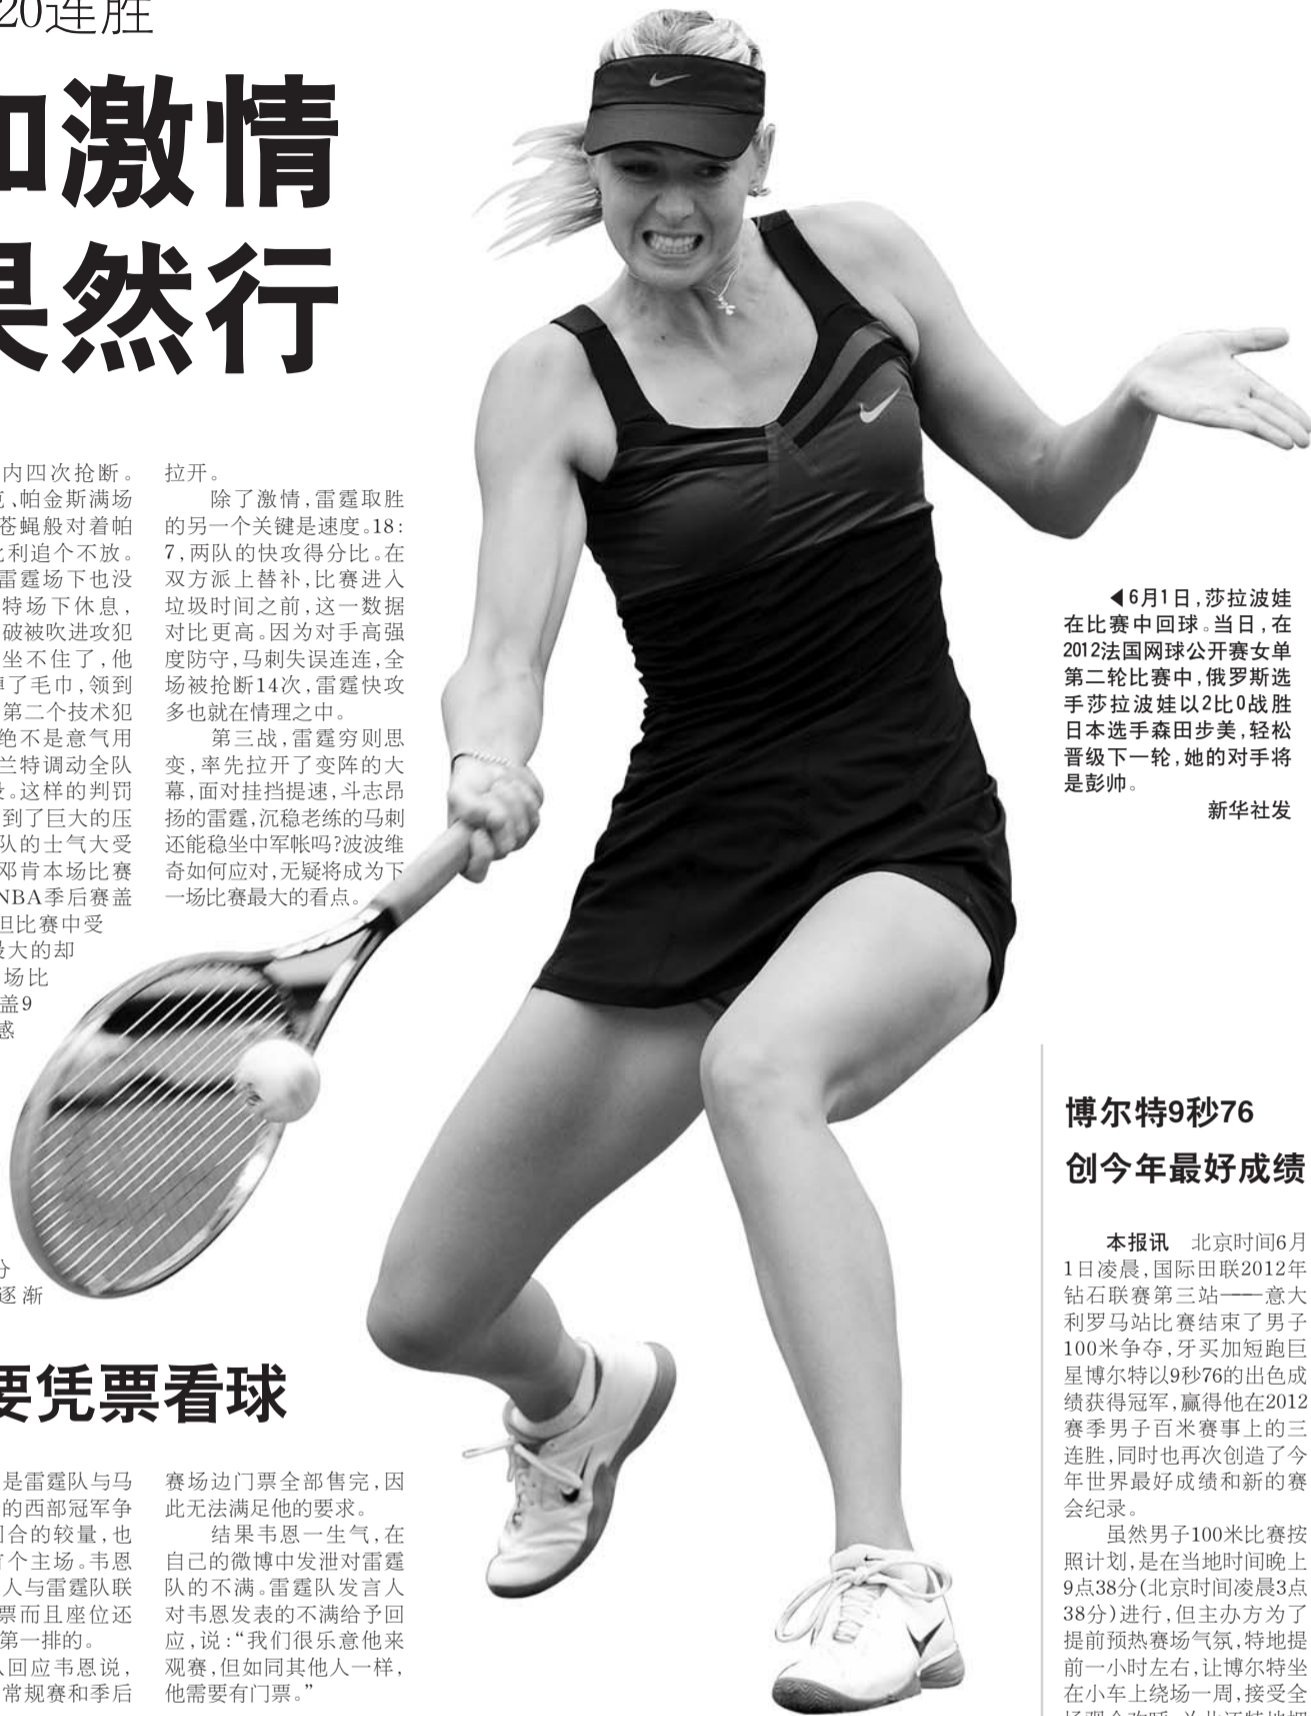 20连胜
激情
果然行
内四次抢断。
、帕金斯满场
苍蝇般对着帕
利追个不放。
雷霆场下也没
特场下休息，
破被吹进攻犯
坐不住了，他
了毛巾，领到
第二个技术犯
绝不是意气用
兰特调动全队
。这样的判罚
到了巨大的压
队的士气大受
邓肯本场比赛
NBA季后赛盖
但比赛中受
最大的却
场比
盖9
感
分
逐渐
拉开。
除了激情，雷霆取胜
的另一个关键是速度。18：
7，两队的快攻得分比。在
双方派上替补，比赛进入
垃圾时间之前，这一数据
对比更高。因为对手高强
度防守，马刺失误连连，全
场被抢断14次，雷霆快攻
多也就在情理之中。
第三战，雷霆穷则思
变，率先拉开了变阵的大
幕，面对挂挡提速，斗志昂
扬的雷霆，沉稳老练的马刺
还能稳坐中军帐吗？波波维
奇如何应对，无疑将成为下
一场比赛最大的看点。
◀6月1日，莎拉波娃
在比赛中回球。当日，在
2012法国网球公开赛女单
第二轮比赛中，俄罗斯选
手莎拉波娃以2比0战胜
日本选手森田步美，轻松
晋级下一轮，她的对手将
是彭帅。
新华社发
要凭票看球
是雷霆队与马
的西部冠军争
回合的较量，也
首个主场。韦恩
人与雷霆队联
票而且座位还
第一排的。
回应韦恩说，
常规赛和季后
赛场边门票全部售完，因
此无法满足他的要求。
结果韦恩一生气，在
自己的微博中发泄对雷霆
队的不满。雷霆队发言人
对韦恩发表的不满给予回
应，说：“我们很乐意他来
观赛，但如同其他人一样，
他需要有门票。”
博尔特9秒76
创今年最好成绩
本报讯　北京时间6月
1日凌晨，国际田联2012年
钻石联赛第三站——意大
利罗马站比赛结束了男子
100米争夺，牙买加短跑巨
星博尔特以9秒76的出色成
绩获得冠军，赢得他在2012
赛季男子百米赛事上的三
连胜，同时也再次创造了今
年世界最好成绩和新的赛
会纪录。
虽然男子100米比赛按
照计划，是在当地时间晚上
9点38分（北京时间凌晨3点
38分）进行，但主办方为了
提前预热赛场气氛，特地提
前一小时左右，让博尔特坐
在小车上绕场一周，接受全